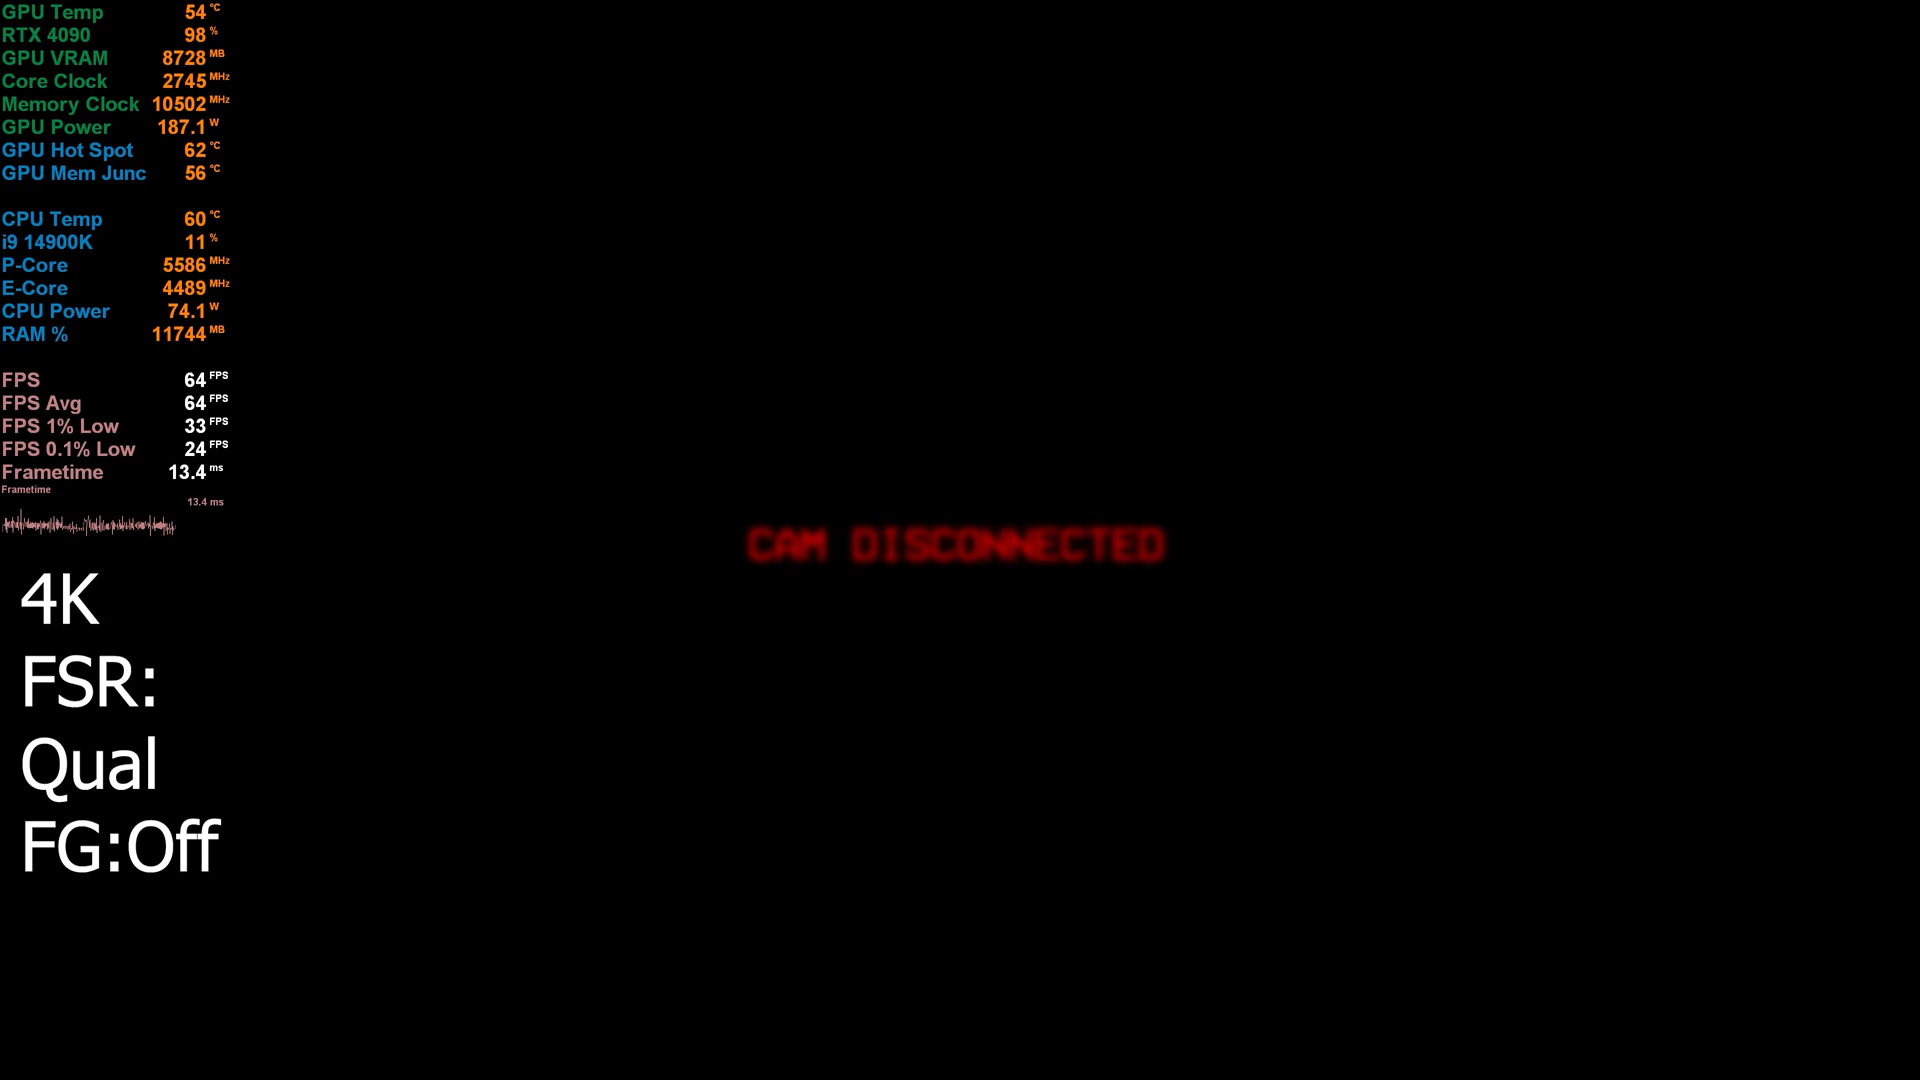 GPU Temp 54 °C
RTX 4090 98 %
GPU VRAM 8728 MB
Core Clock 2745 MHz
Memory Clock 10502 MHz
GPU Power 187.1 W
GPU Hot Spot 62 °C
GPU Mem Junc 56 °C
CPU Temp 60 °C
i9 14900K 11 %
P-Core 5586 MHz
E-Core 4489 MHz
CPU Power 74.1 W
RAM % 11744 MB
FPS 64 FPS
FPS Avg 64 FPS
FPS 1% Low 33 FPS
FPS 0.1% Low 24 FPS
Frametime 13.4 ms
Frametime
13.4 ms
CAM DISCONNECTED
4K
FSR:
Qual
FG:Off